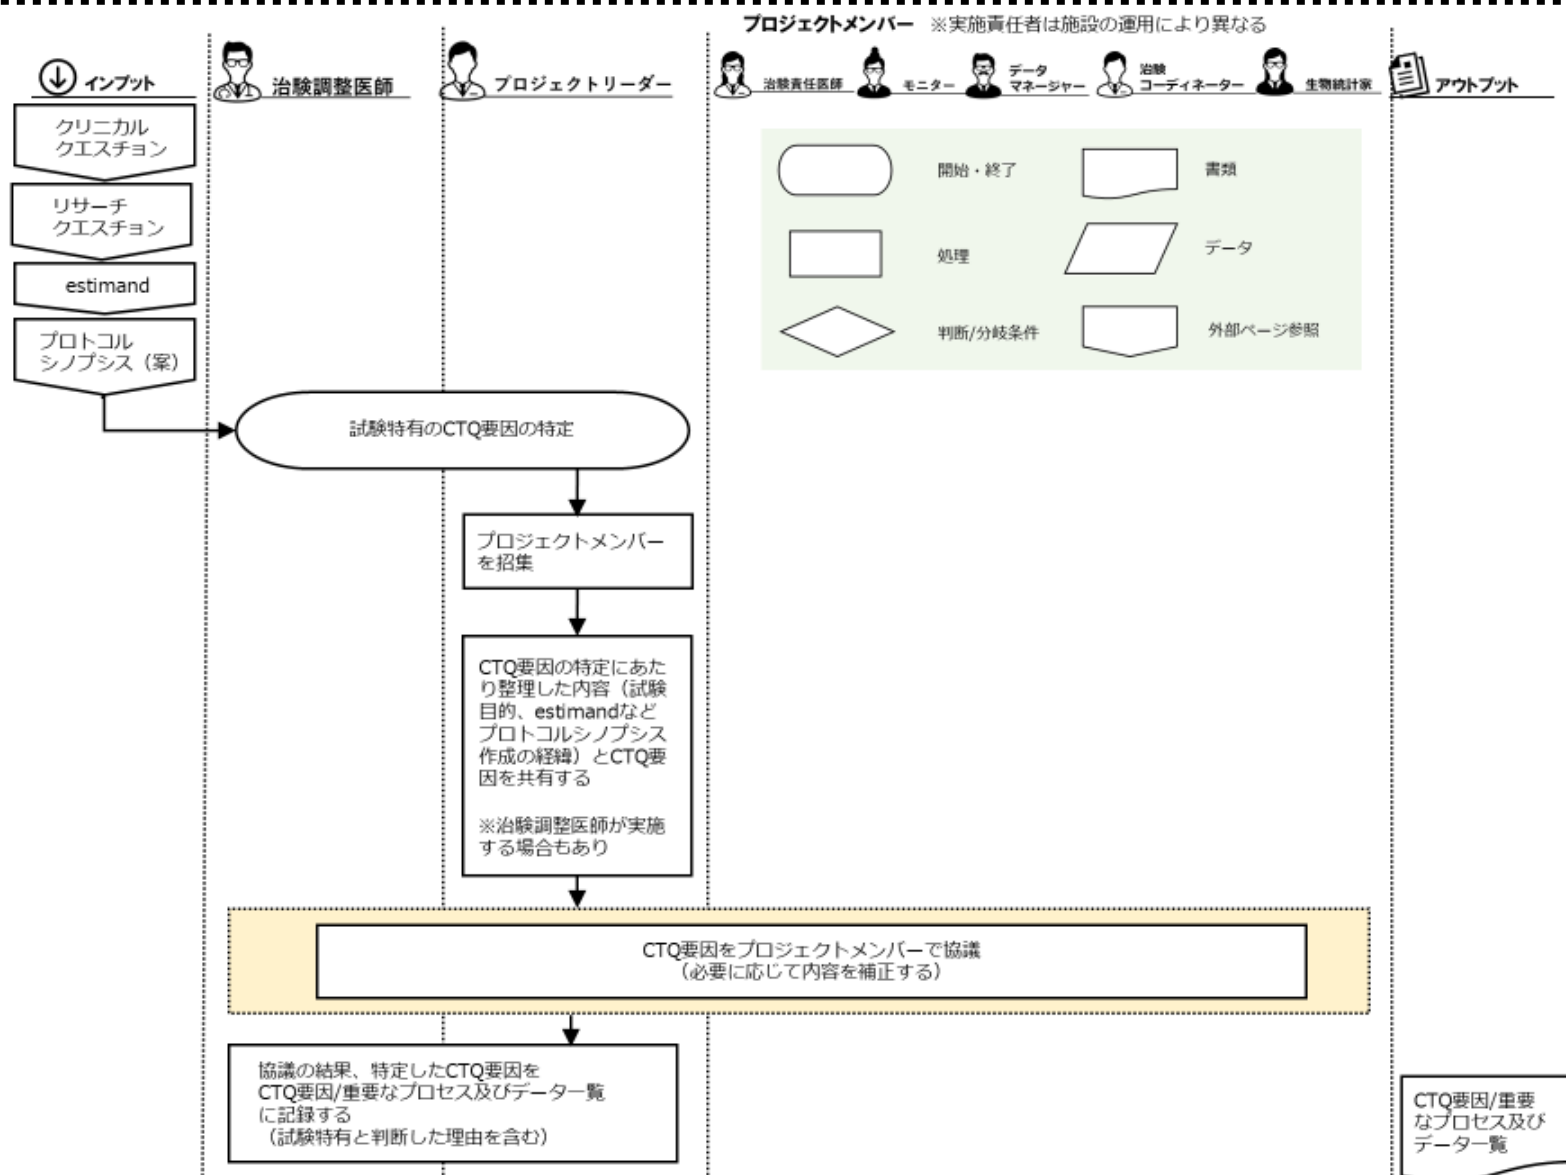 プロジェクトメンバー ※実施責任者は施設の運用により異なる
インプット
治験調整医師
プロジェクトリーダー
治験責任医師
モニター
データ
マネージャー
治験
コーディネーター
生物統計家
アウトプット
クリニカル
クエスチョン
リサーチ
クエスチョン
estimand
プロトコル
シノプシス（案）
開始・終了
書類
処理
データ
判断/分岐条件
外部ページ参照
試験特有のCTQ要因の特定
プロジェクトメンバー
を招集
CTQ要因の特定にあた
り整理した内容（試験
目的、estimandなど
プロトコルシノプシス
作成の経緯）とCTQ要
因を共有する
※治験調整医師が実施
する場合もあり
CTQ要因をプロジェクトメンバーで協議
（必要に応じて内容を補正する）
協議の結果、特定したCTQ要因を
CTQ要因/重要なプロセス及びデータ一覧
に記録する
（試験特有と判断した理由を含む）
CTQ要因/重要
なプロセス及び
データ一覧